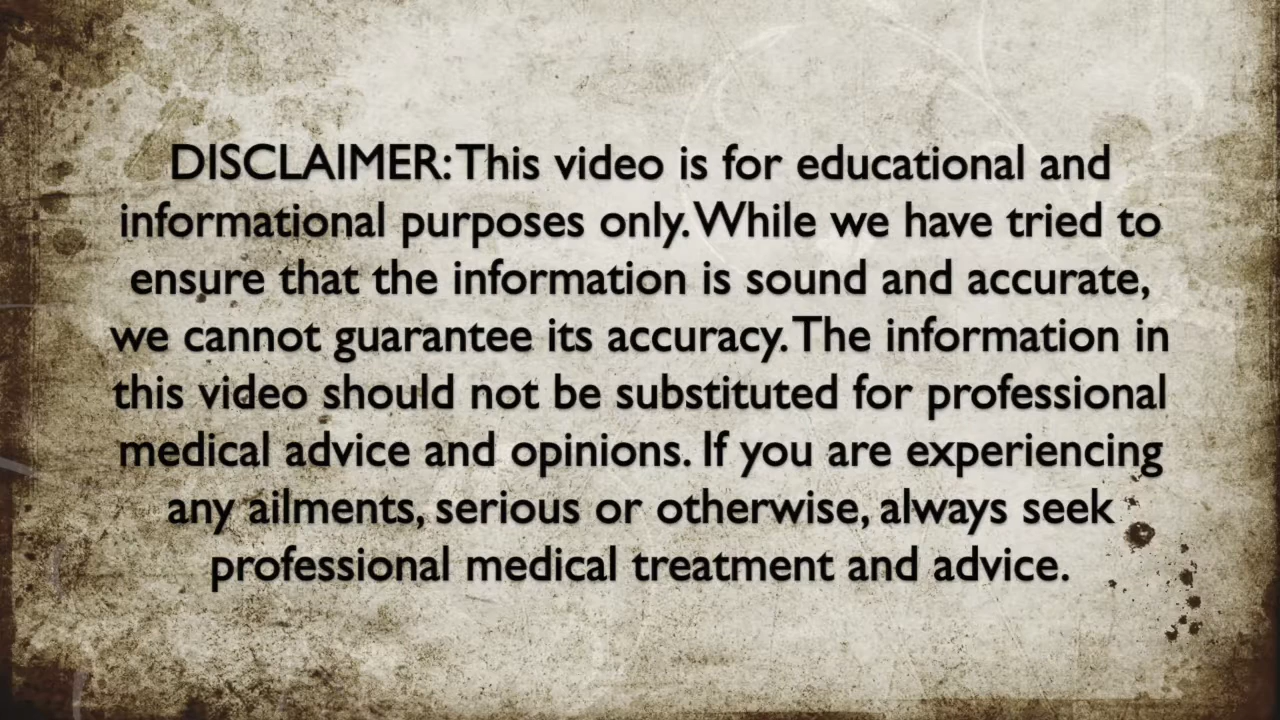 DISCLAIMER: This video is for educational and
informational purposes only. While we have tried to
ensure that the information is sound and accurate,
we cannot guarantee its accuracy. The information in
this video should not be substituted for professional
medical advice and opinions. If you are experiencing
any ailments, serious or otherwise, always seek
professional medical treatment and advice.